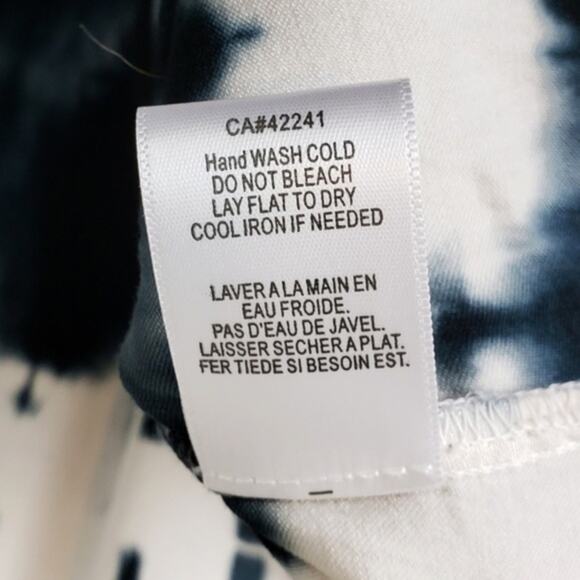 CA#42241
Hand WASH COLD
DO NOT BLEACH
LAY FLAT TO DRY
COOL IRON IF NEEDED
LAVER A LA MAIN EN
EAU FROIDE.
PAS D'EAU DE JAVEL.
LAISSER SECHER A PLAT.
FER TIEDE SI BESOIN EST.